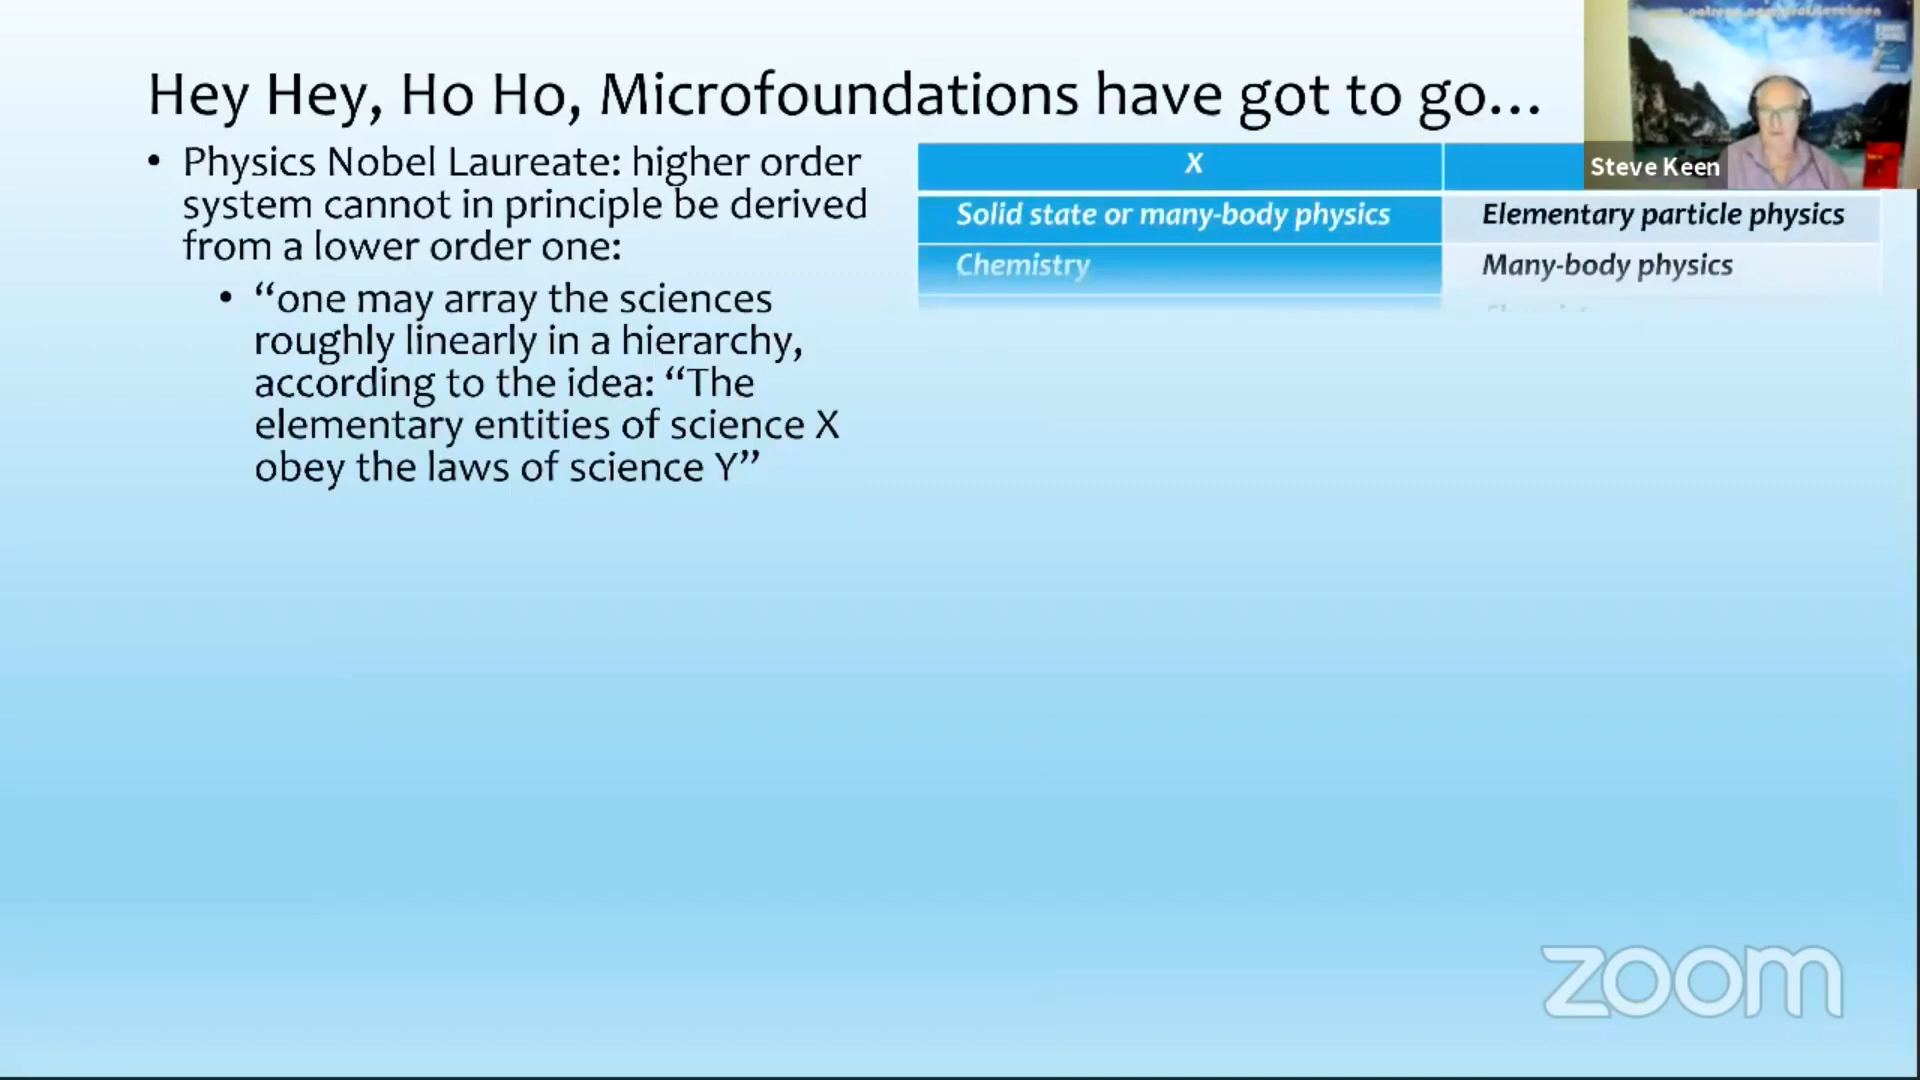 Hey Hey, Ho Ho, Microfoundations have got to go...
• Physics Nobel Laureate: higher order
system cannot in principle be derived
from a lower order one:
• “one may array the sciences
roughly linearly in a hierarchy,
according to the idea: “The
elementary entities of science X
obey the laws of science Y”
X
Solid state or many-body physics
Elementary particle physics
Chemistry
Many-body physics
Steve Keen
zoom